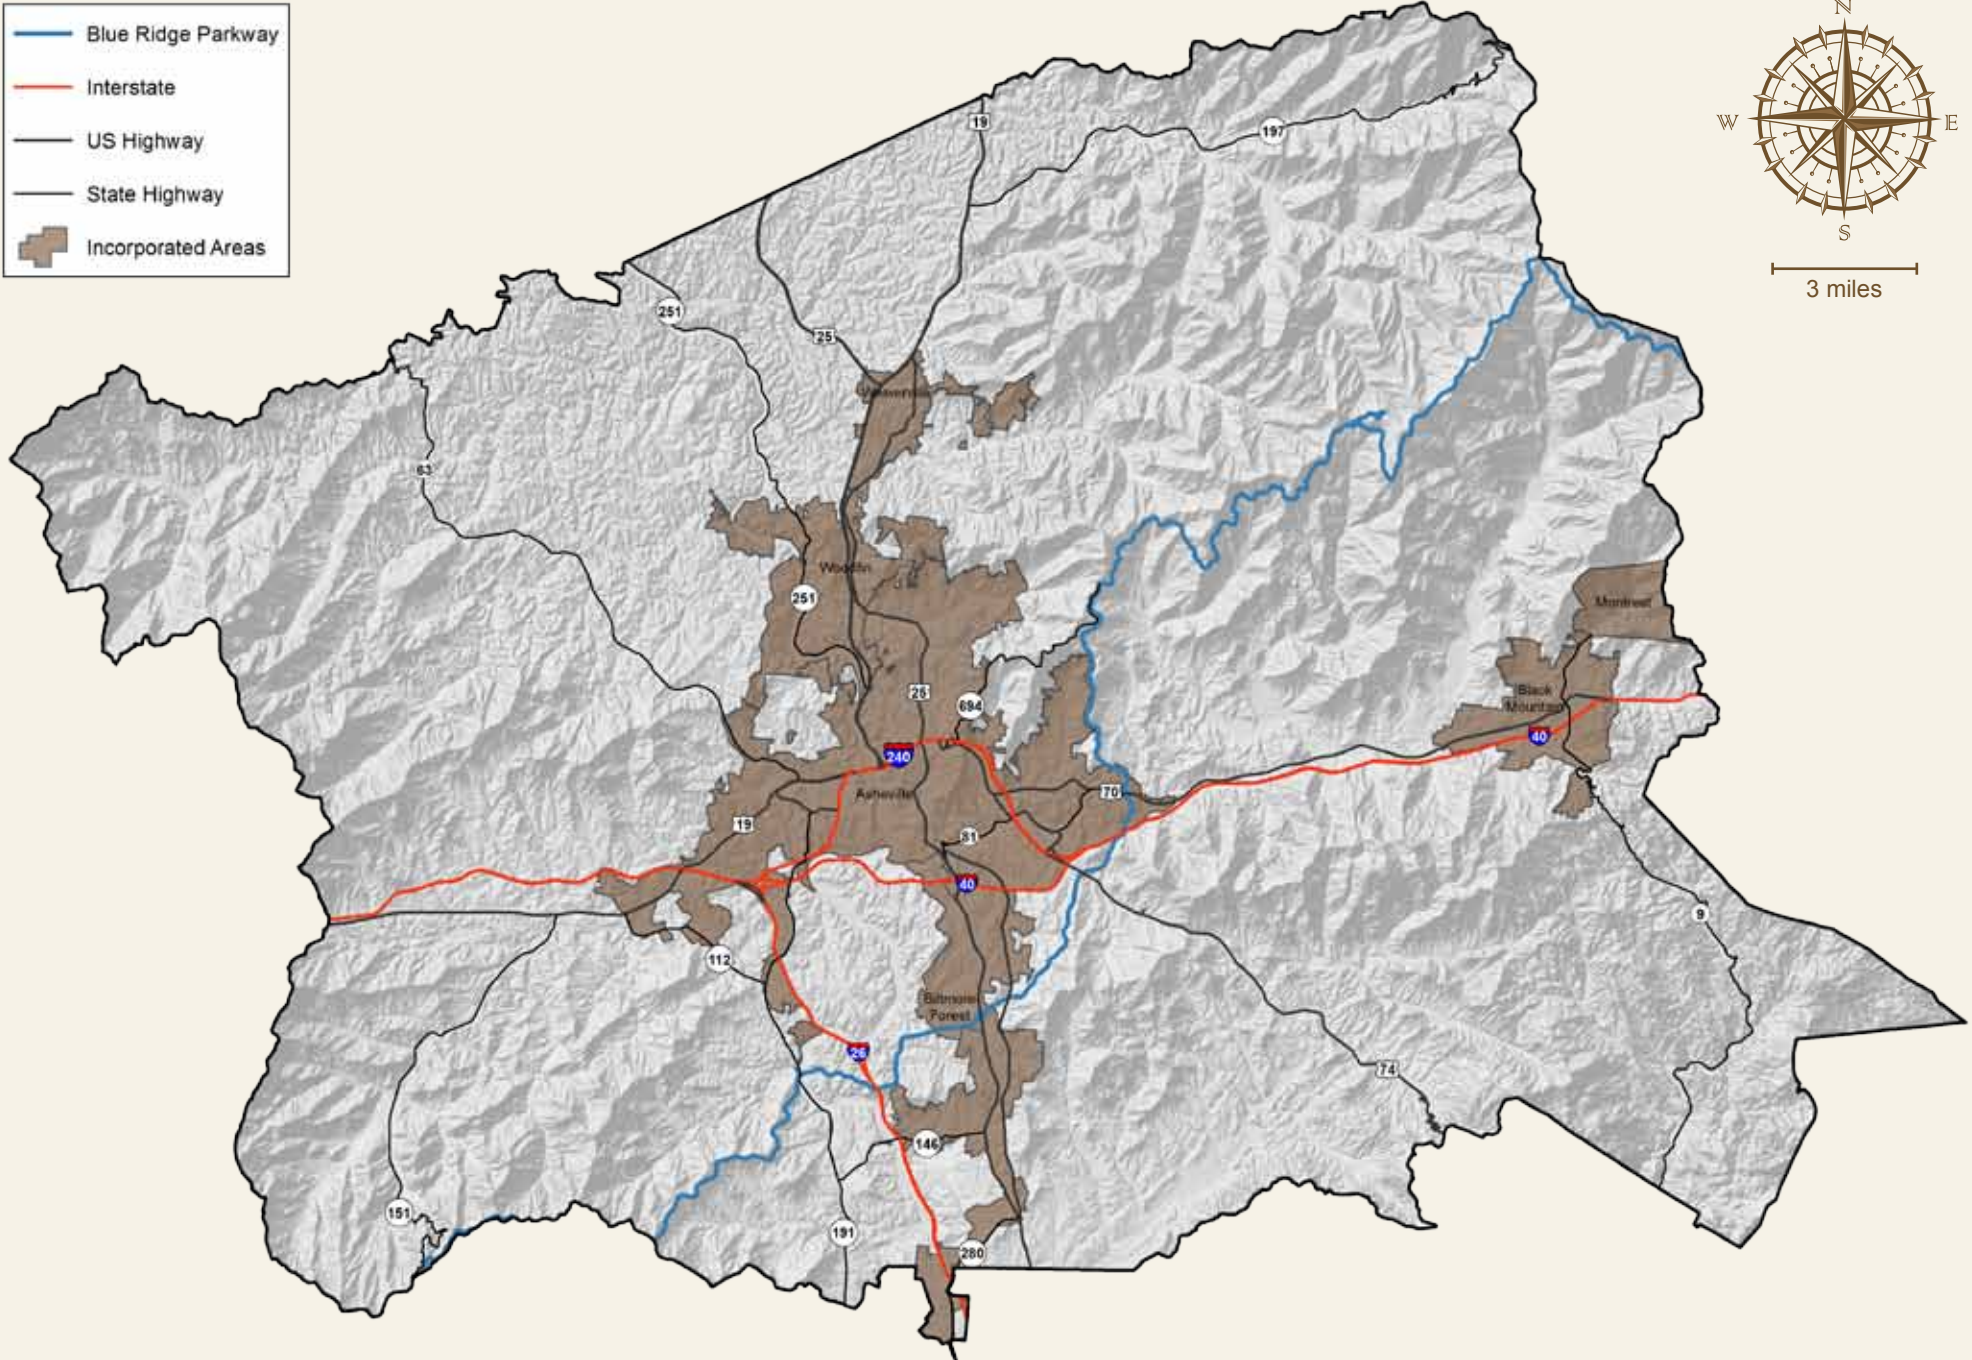 Blue Ridge Parkway
Interstate
US Highway
State Highway
Incorporated Areas
N
W
E
S
3 miles
19
197
251
25
Weaverville
63
Woodfin
251
Montreat
25
694
Black
Mountain
40
240
Asheville
70
19
81
40
9
112
Biltmore
Forest
26
74
146
151
191
280